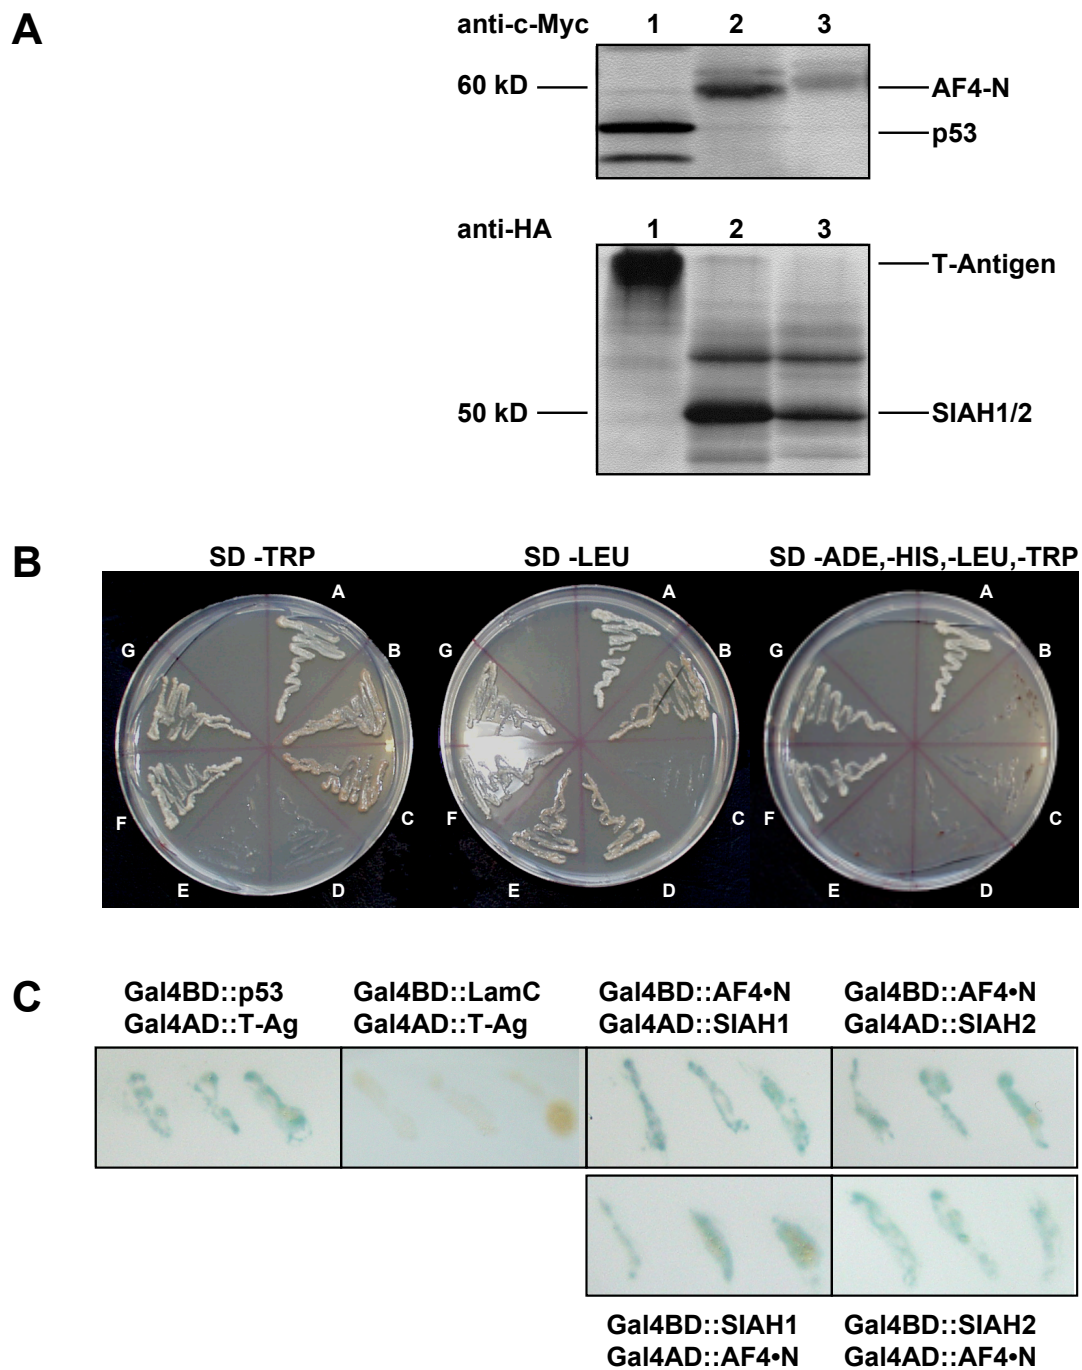 A
anti-c-Myc 1 2 3
60 kD
AF4-N
p53
anti-HA 1 2 3
T-Antigen
50 kD
SIAH1/2
B
SD -TRP
SD -LEU
SD -ADE,-HIS,-LEU,-TRP
A
B
C
D
E
F
G
A
B
C
D
E
F
G
A
B
C
D
E
F
G
C
Gal4BD::p53
Gal4AD::T-Ag
Gal4BD::LamC
Gal4AD::T-Ag
Gal4BD::AF4•N
Gal4AD::SIAH1
Gal4BD::AF4•N
Gal4AD::SIAH2
Gal4BD::SIAH1
Gal4AD::AF4•N
Gal4BD::SIAH2
Gal4AD::AF4•N